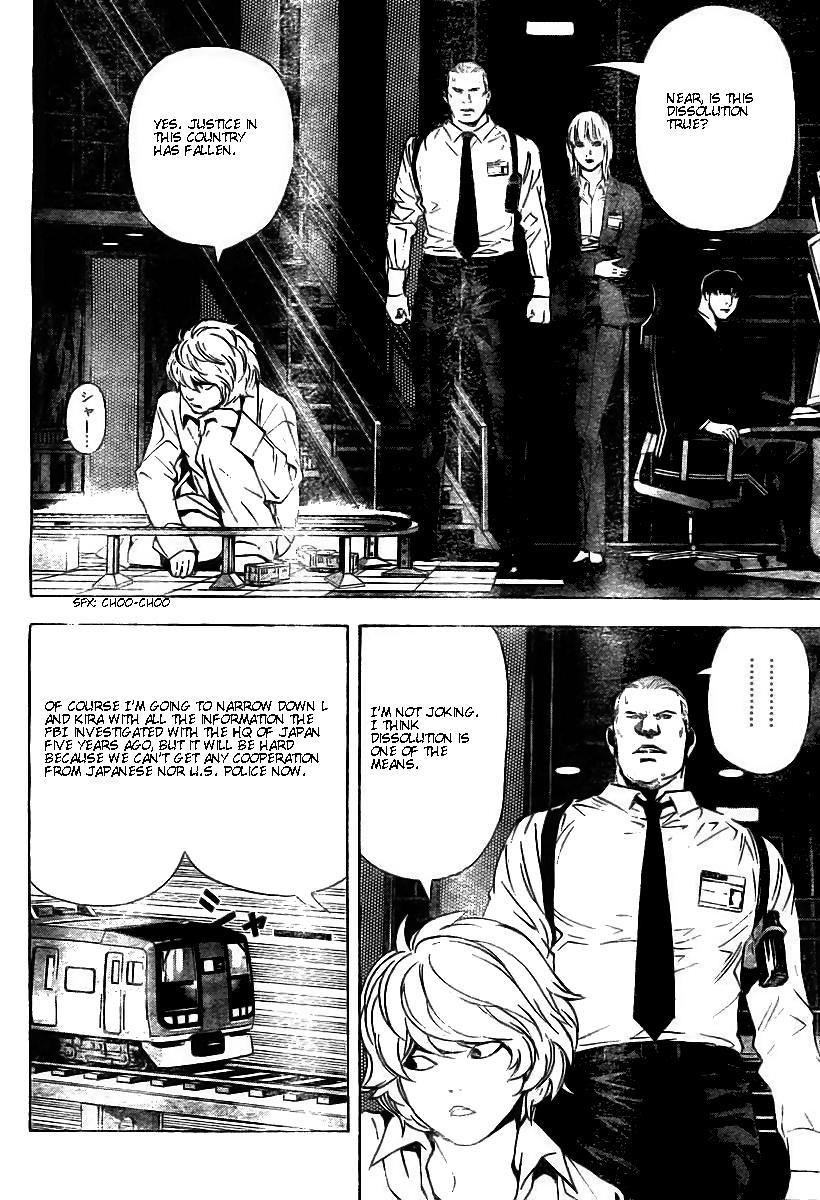 NEAR, IS THIS
DISSOLUTION
TRUE?
YES. JUSTICE IN
THIS COUNTRY
HAS FALLEN.
シャーー
SFX: CHOO-CHOO
I'M NOT JOKING.
I THINK
DISSOLUTION IS
ONE OF THE
MEANS.
OF COURSE I'M GOING TO NARROW DOWN L
AND KIRA WITH ALL THE INFORMATION THE
FBI INVESTIGATED WITH THE HQ OF JAPAN
FIVE YEARS AGO, BUT IT WILL BE HARD
BECAUSE WE CAN'T GET ANY COOPERATION
FROM JAPANESE NOR U.S. POLICE NOW.